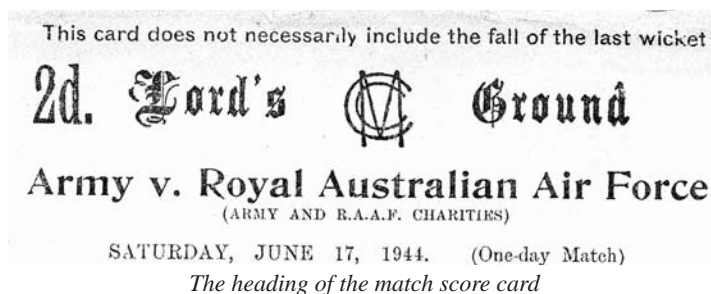 This card does not necessarily include the fall of the last wicket
2d. Lord's MCC Ground
Army v. Royal Australian Air Force
(ARMY AND R.A.A.F. CHARITIES)
SATURDAY, JUNE 17, 1944. (One-day Match)
The heading of the match score card